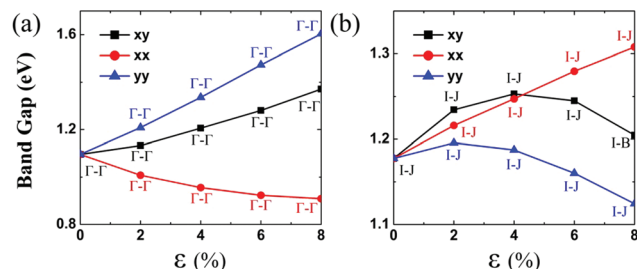 (a)
Band Gap (eV)
1.6
1.2
0.8
xy
xx
yy
Γ-Γ
Γ-Γ
Γ-Γ
Γ-Γ
Γ-Γ
Γ-Γ
Γ-Γ
Γ-Γ
Γ-Γ
Γ-Γ
Γ-Γ
Γ-Γ
Γ-Γ
0 2 4 6 8
ε (%)
(b)
1.3
1.2
1.1
xy
xx
yy
I-J
I-J
I-J
I-J
I-J
I-J
I-J
I-J
I-B
I-J
I-J
I-J
I-J
0 2 4 6 8
ε (%)